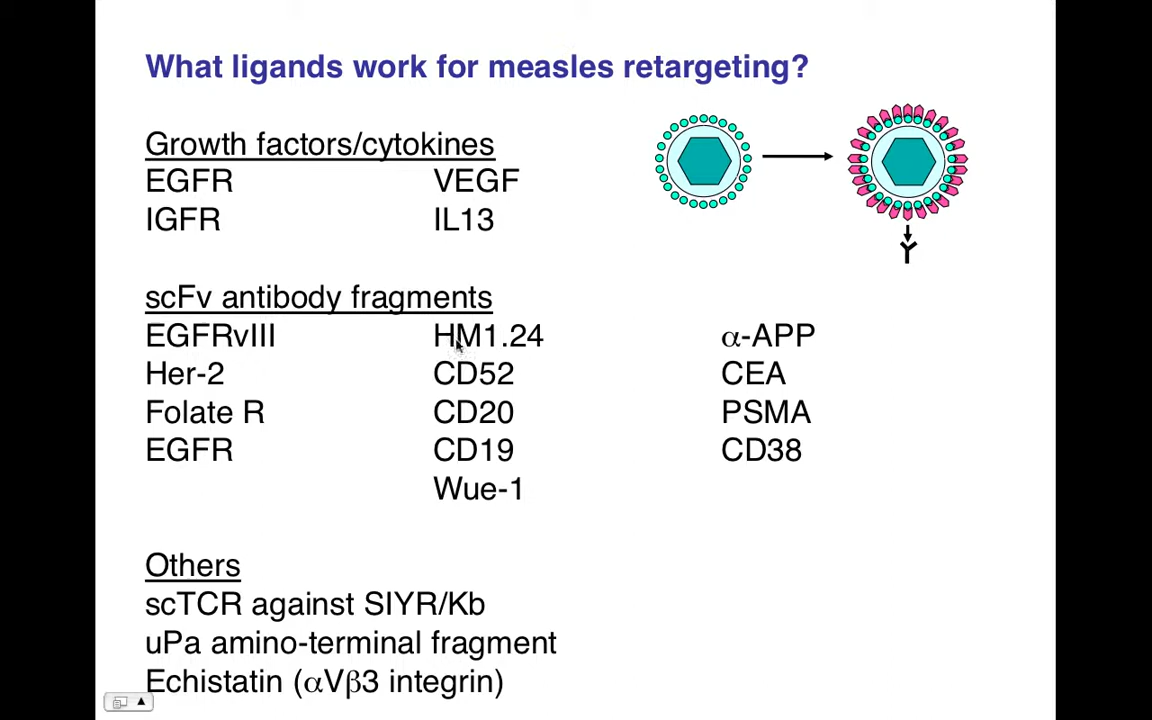 What ligands work for measles retargeting?
Growth factors/cytokines
EGFR VEGF
IGFR IL13
scFv antibody fragments
EGFRvIII HM1.24 α-APP
Her-2 CD52 CEA
Folate R CD20 PSMA
EGFR CD19 CD38
Wue-1
Others
scTCR against SIYR/Kb
uPa amino-terminal fragment
Echistatin (αVβ3 integrin)